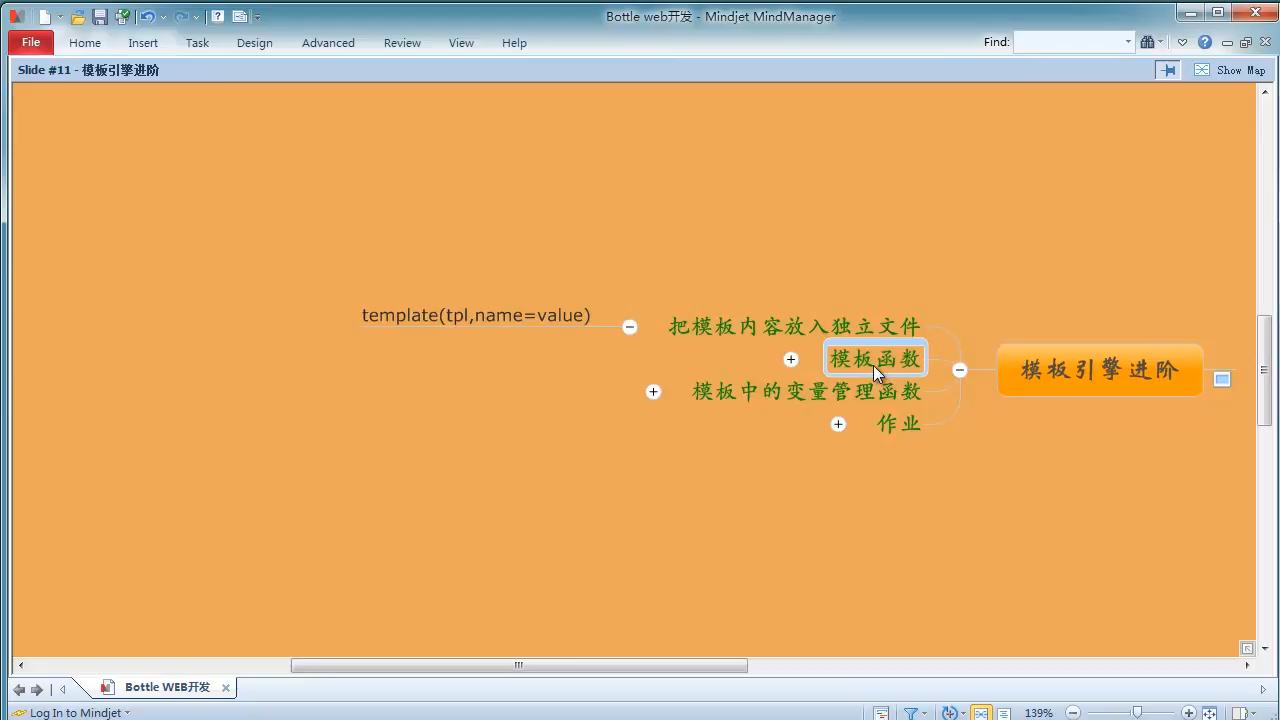 Bottle web开发 - Mindjet MindManager
File Home Insert Task Design Advanced Review View Help Find:
Slide #11 - 模板引擎进阶 Show Map
template(tpl,name=value)
把模板内容放入独立文件
模板函数
模板引擎进阶
模板中的变量管理函数
作业
Bottle WEB开发
Log In to Mindjet 139%